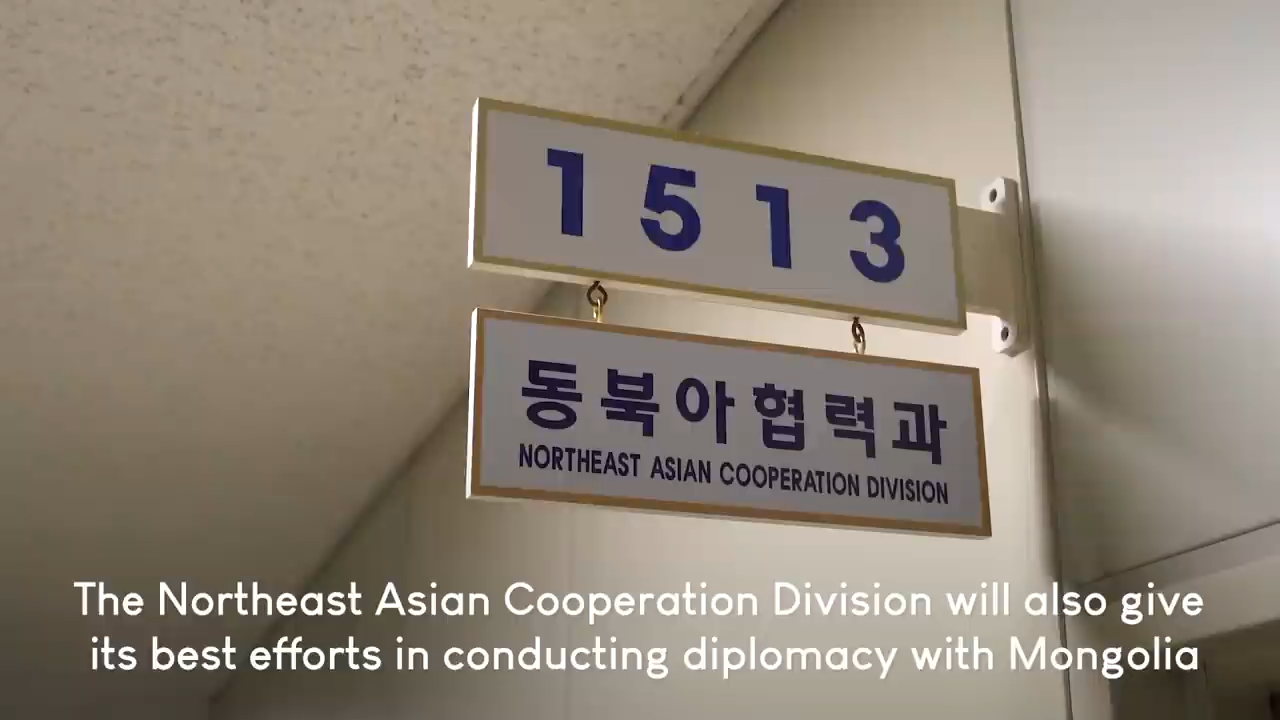 1513
동북아협력과
NORTHEAST ASIAN COOPERATION DIVISION
The Northeast Asian Cooperation Division will also give
its best efforts in conducting diplomacy with Mongolia